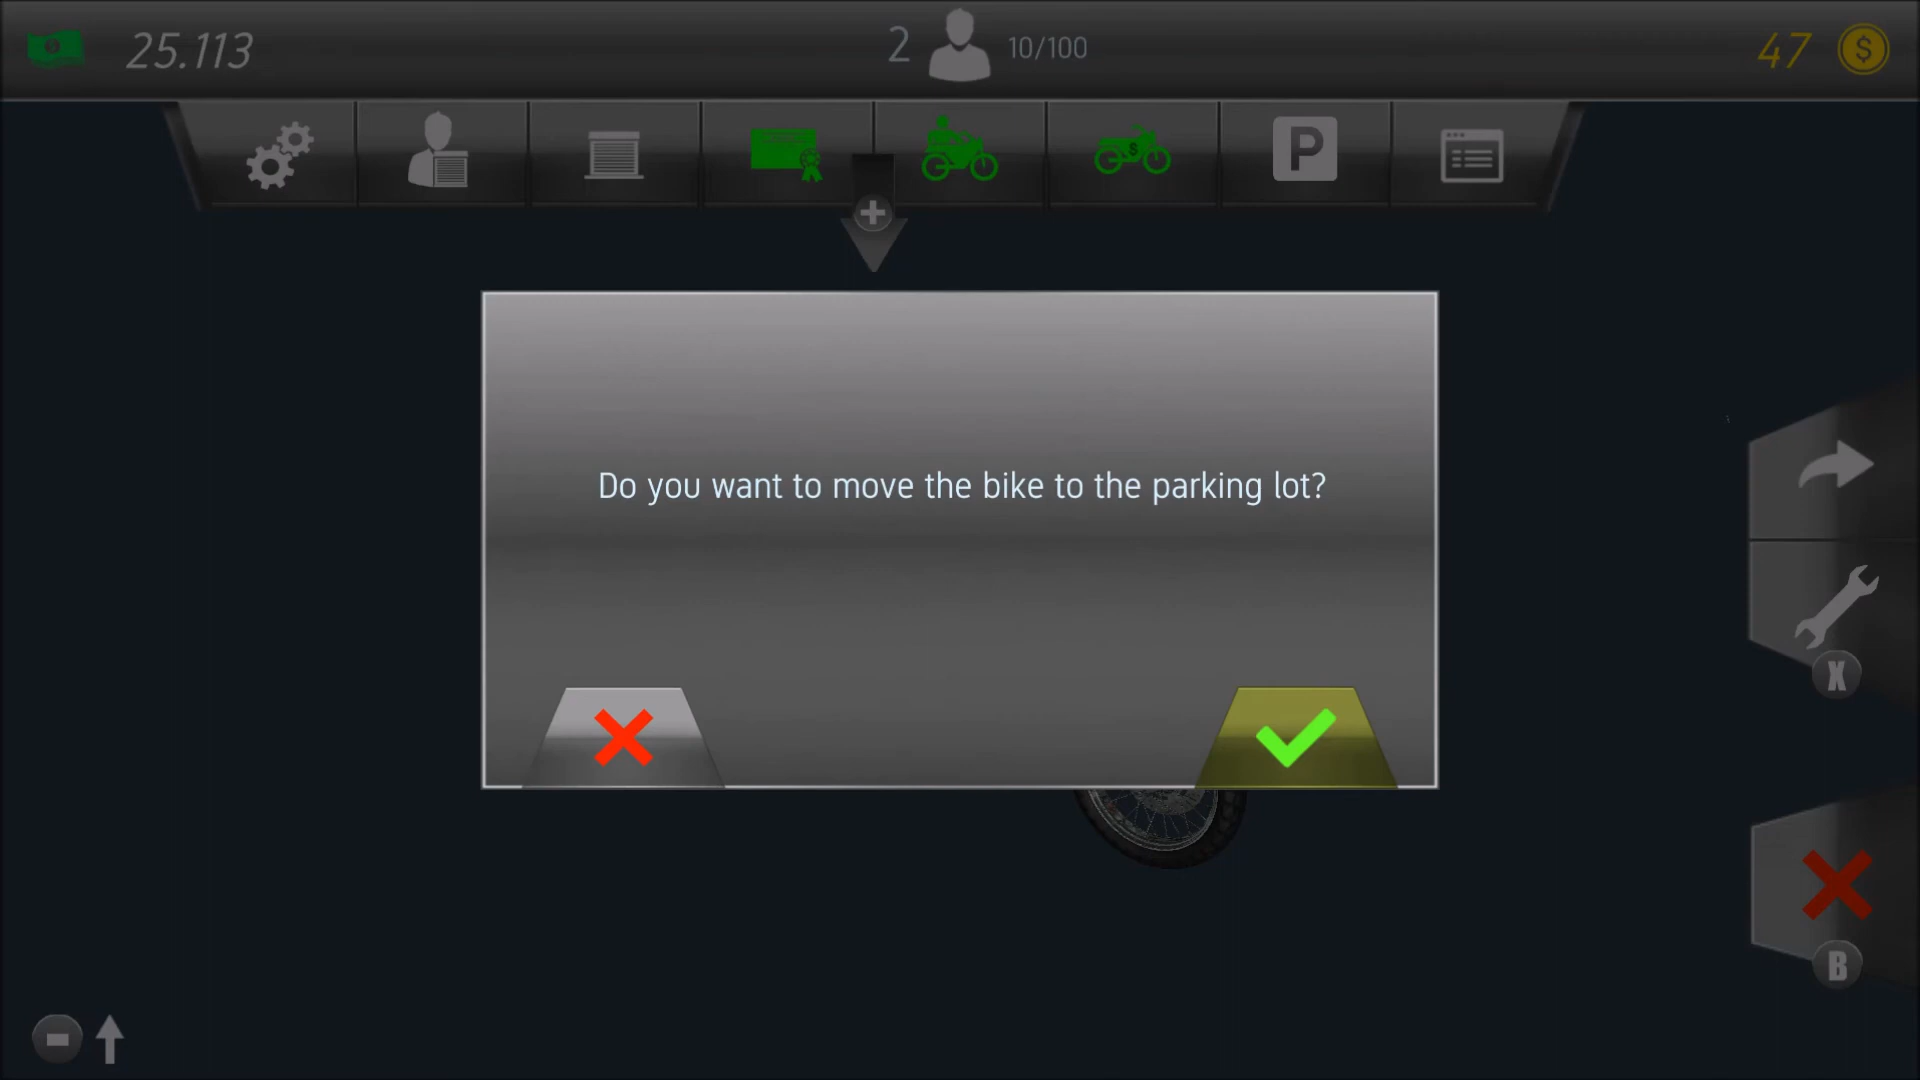 25.113
2
10/100
47
$
$
P
+
Do you want to move the bike to the parking lot?
X
B
-